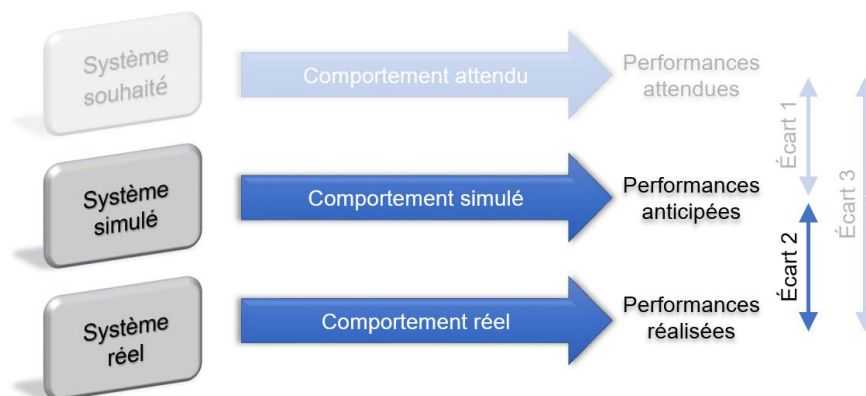 Système
souhaité
Comportement attendu
Performances
attendues
Écart 1
Écart 3
Système
simulé
Comportement simulé
Performances
anticipées
Écart 2
Système
réel
Comportement réel
Performances
réalisées